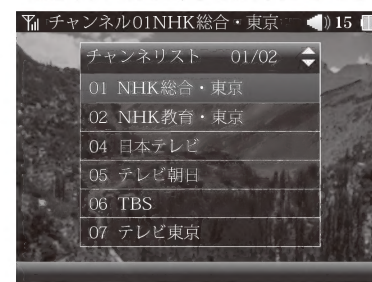 チャンネル01NHK総合・東京 15
チャンネリスト 01/02
01 NHK総合・東京
02 NHK教育・東京
04 日本テレビ
05 テレビ朝日
06 TBS
07 テレビ東京